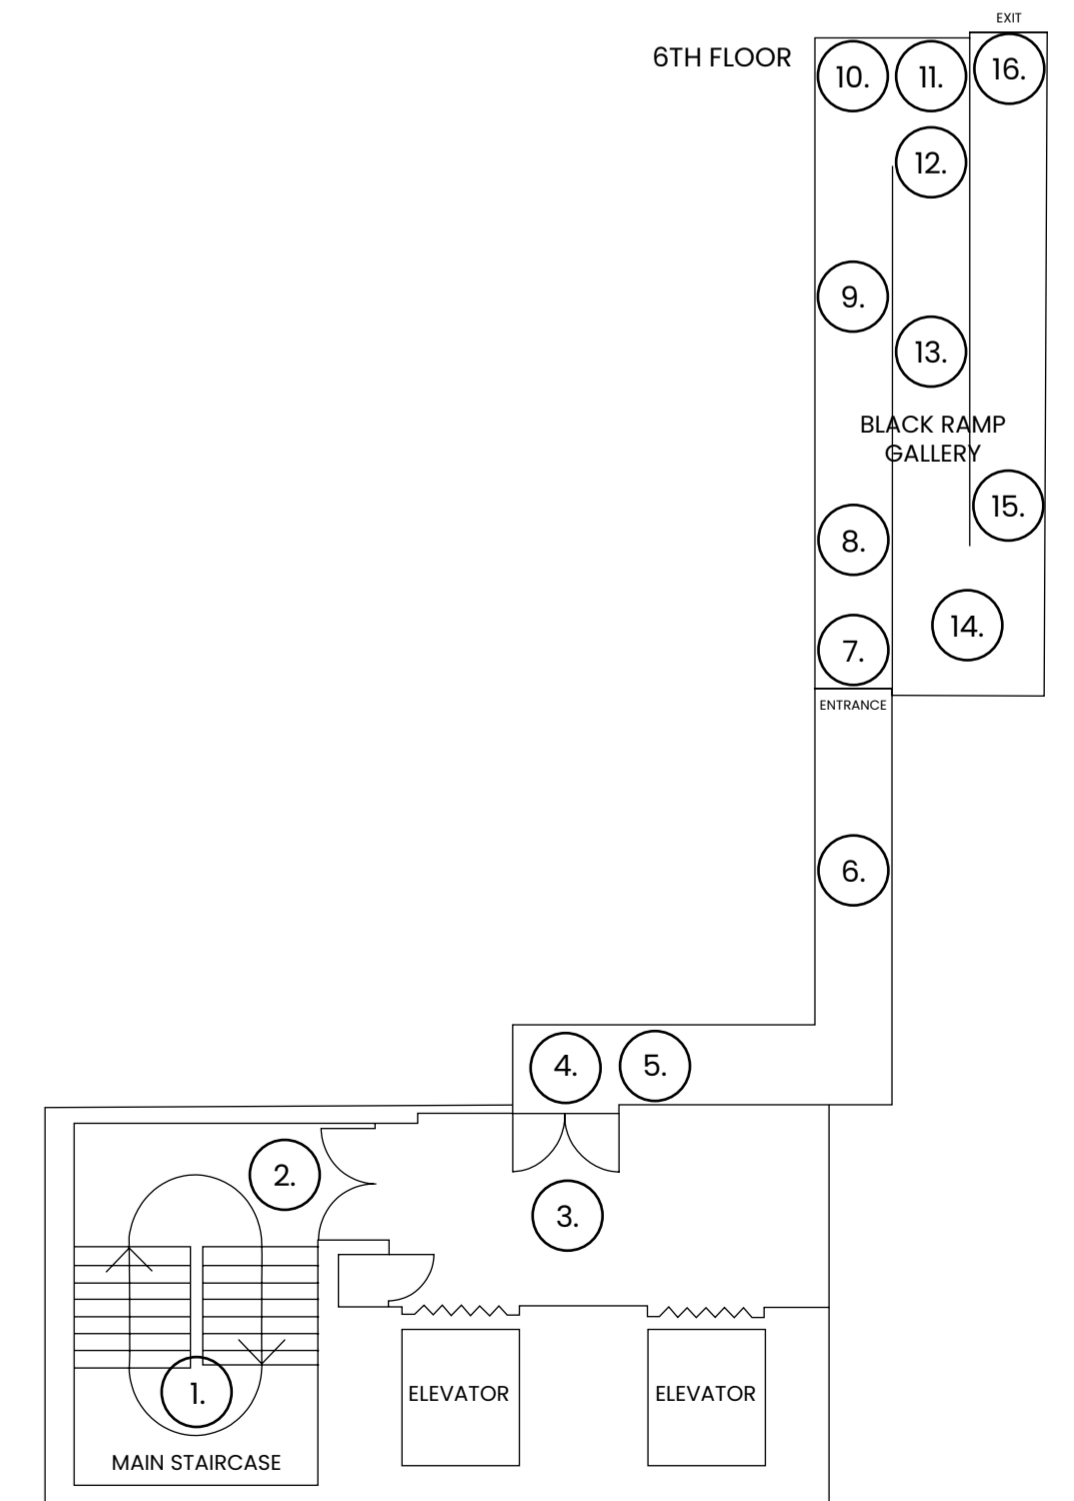 EXIT
6TH FLOOR
10.
11.
16.
12.
9.
13.
BLACK RAMP
GALLERY
15.
8.
14.
7.
ENTRANCE
6.
4.
5.
2.
3.
1.
ELEVATOR
ELEVATOR
MAIN STAIRCASE